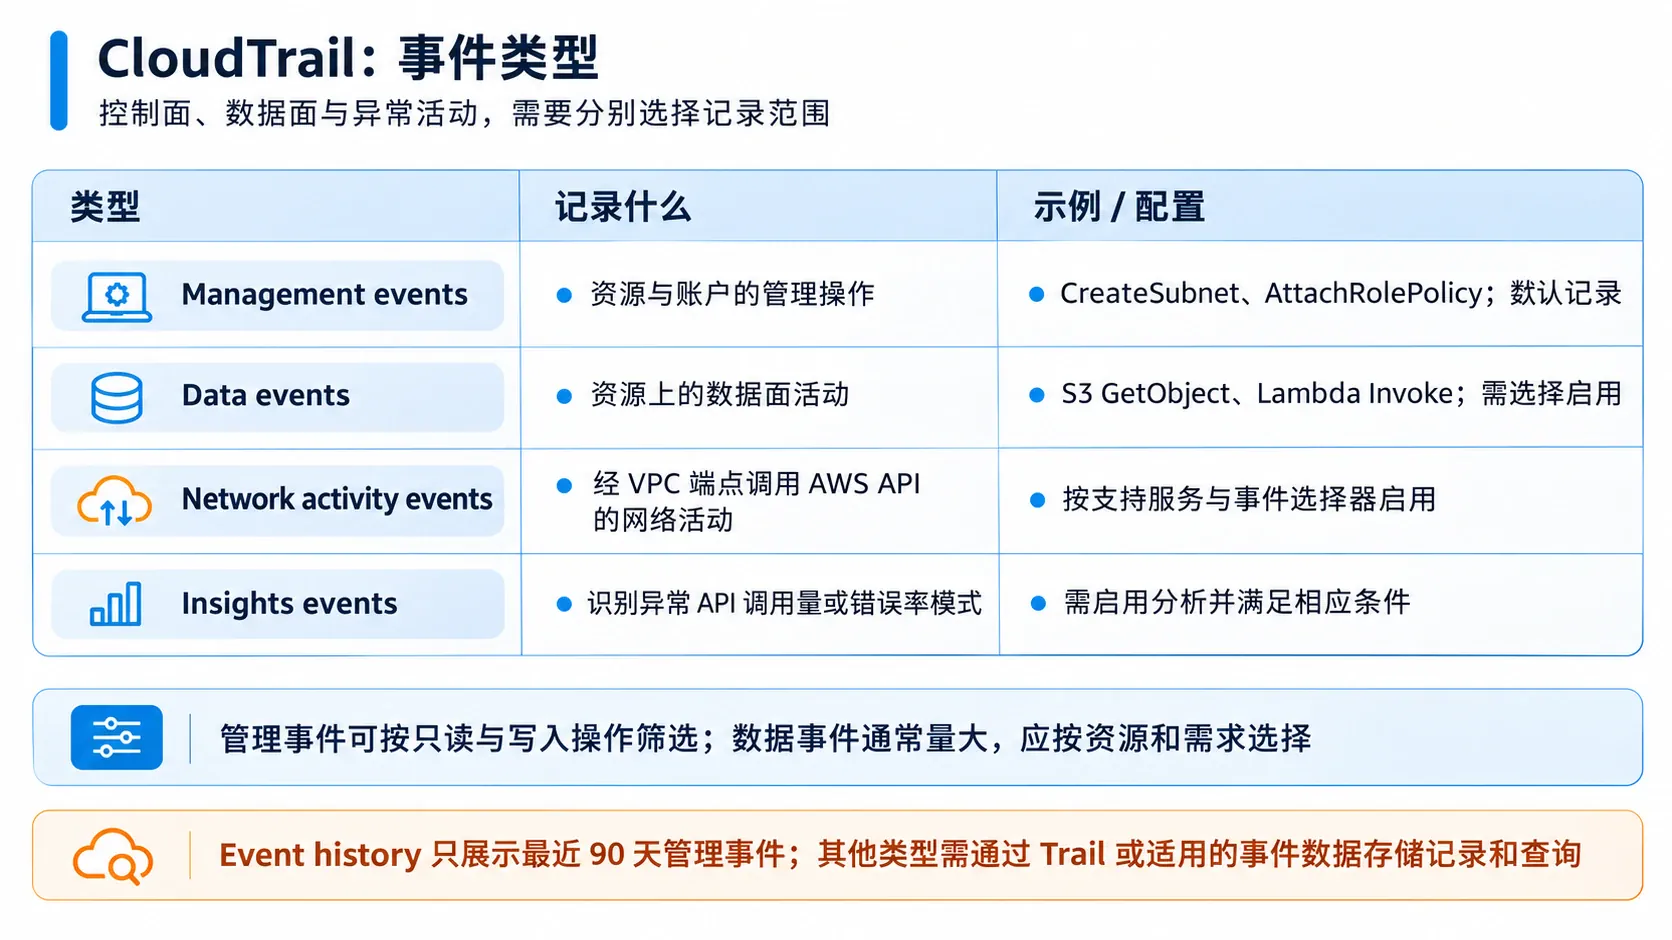 CloudTrail：事件类型
控制面、数据面与异常活动，需要分别选择记录范围
类型
记录什么
示例 / 配置
Management events
资源与账户的管理操作
CreateSubnet、AttachRolePolicy；默认记录
Data events
资源上的数据面活动
S3 GetObject、Lambda Invoke；需选择启用
Network activity events
经 VPC 端点调用 AWS API
的网络活动
按支持服务与事件选择器启用
Insights events
识别异常 API 调用量或错误率模式
需启用分析并满足相应条件
管理事件可按只读与写入操作筛选；数据事件通常量大，应按资源和需求选择
Event history 只展示最近 90 天管理事件；其他类型需通过 Trail 或适用的事件数据存储记录和查询